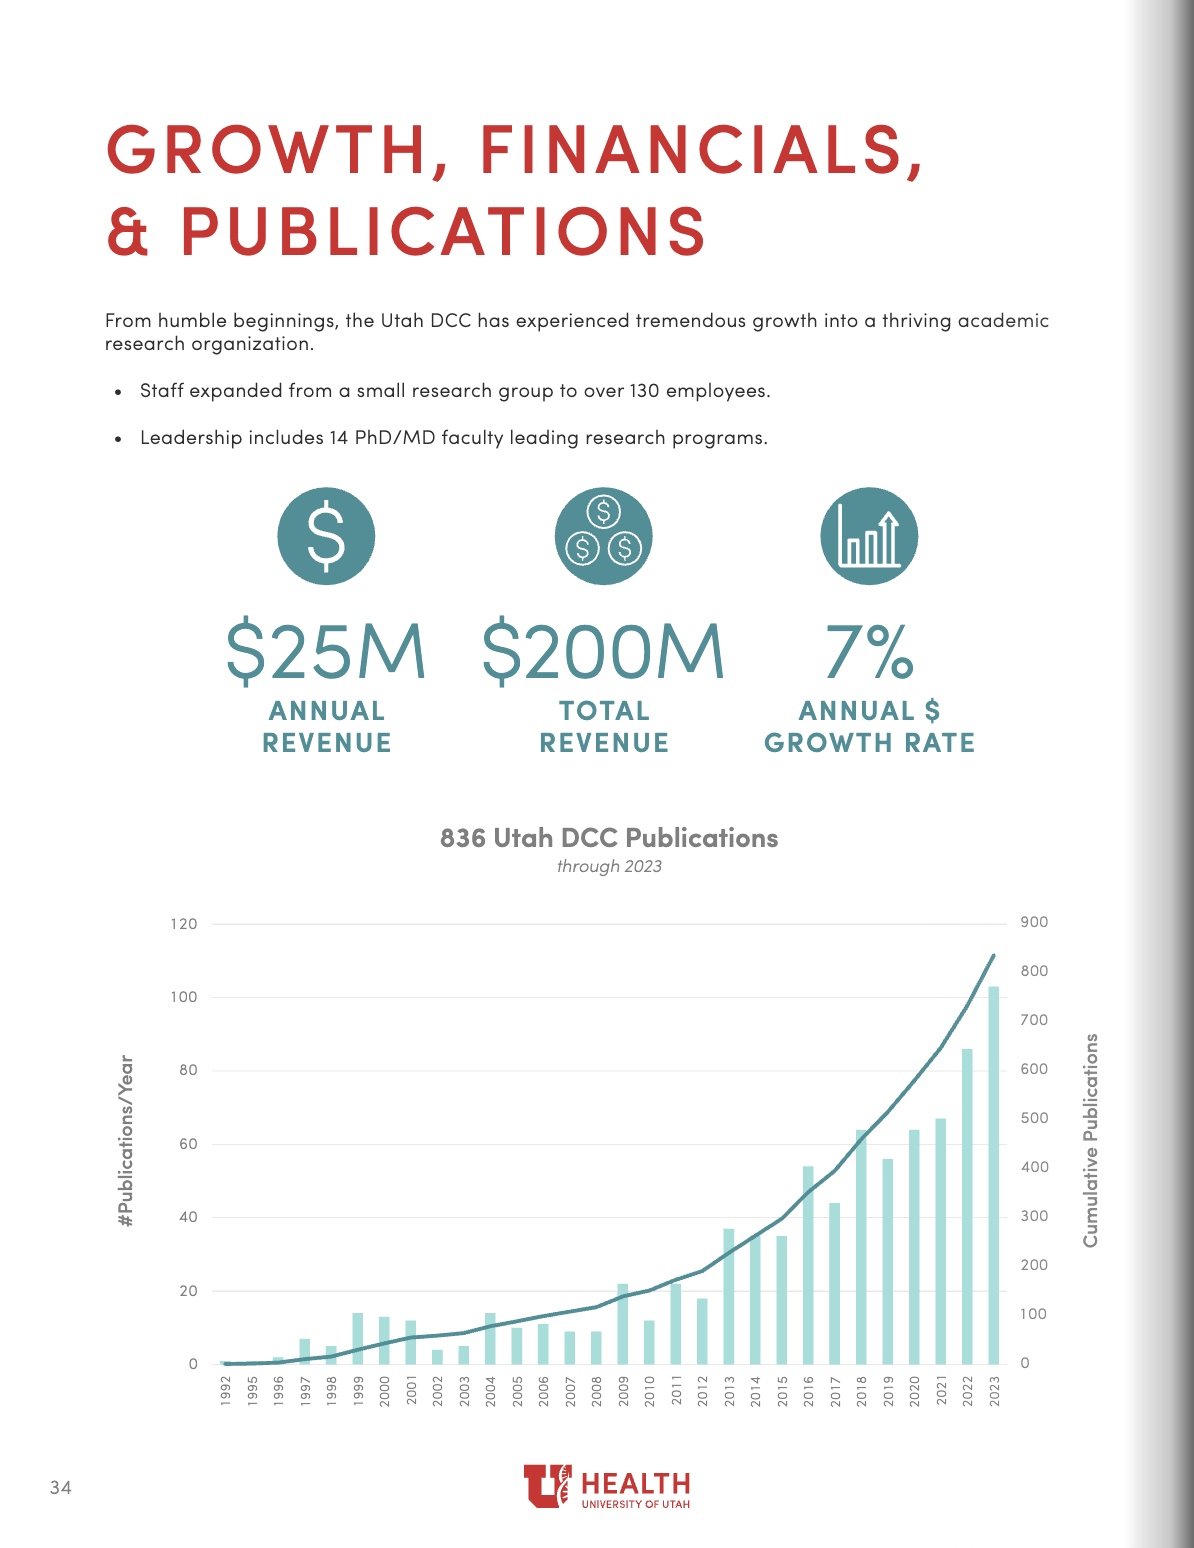 GROWTH, FINANCIALS,
& PUBLICATIONS
From humble beginnings, the Utah DCC has experienced tremendous growth into a thriving academic
research organization.
• Staff expanded from a small research group to over 130 employees.
• Leadership includes 14 PhD/MD faculty leading research programs.
$25M
ANNUAL
REVENUE
$200M
TOTAL
REVENUE
7%
ANNUAL $
GROWTH RATE
836 Utah DCC Publications
through 2023
#Publications/Year
120
100
80
60
40
20
0
900
800
700
600
500
400
300
200
100
0
Cumulative Publications
1992 1995 1996 1997 1998 1999 2000 2001 2002 2003 2004 2005 2006 2007 2008 2009 2010 2011 2012 2013 2014 2015 2016 2017 2018 2019 2020 2021 2022 2023
34
U HEALTH
UNIVERSITY OF UTAH